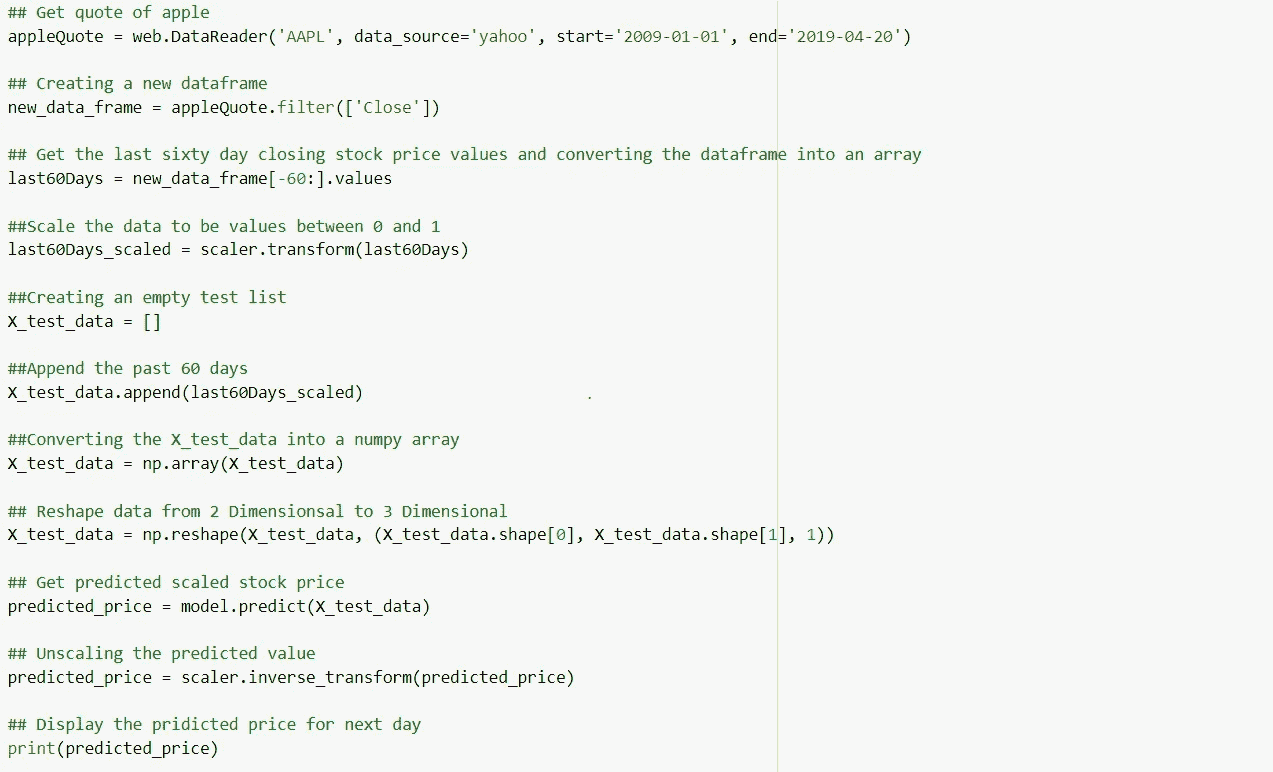 ## Get quote of apple
appleQuote = web.DataReader('AAPL', data_source='yahoo', start='2009-01-01', end='2019-04-20')
## Creating a new dataframe
new_data_frame = appleQuote.filter(['Close'])
## Get the last sixty day closing stock price values and converting the dataframe into an array
last60Days = new_data_frame[-60:].values
##Scale the data to be values between 0 and 1
last60Days_scaled = scaler.transform(last60Days)
##Creating an empty test list
X_test_data = []
##Append the past 60 days
X_test_data.append(last60Days_scaled)
##Converting the X_test_data into a numpy array
X_test_data = np.array(X_test_data)
## Reshape data from 2 Dimensionsal to 3 Dimensional
X_test_data = np.reshape(X_test_data, (X_test_data.shape[0], X_test_data.shape[1], 1))
## Get predicted scaled stock price
predicted_price = model.predict(X_test_data)
## Unscaling the predicted value
predicted_price = scaler.inverse_transform(predicted_price)
## Display the pridicted price for next day
print(predicted_price)